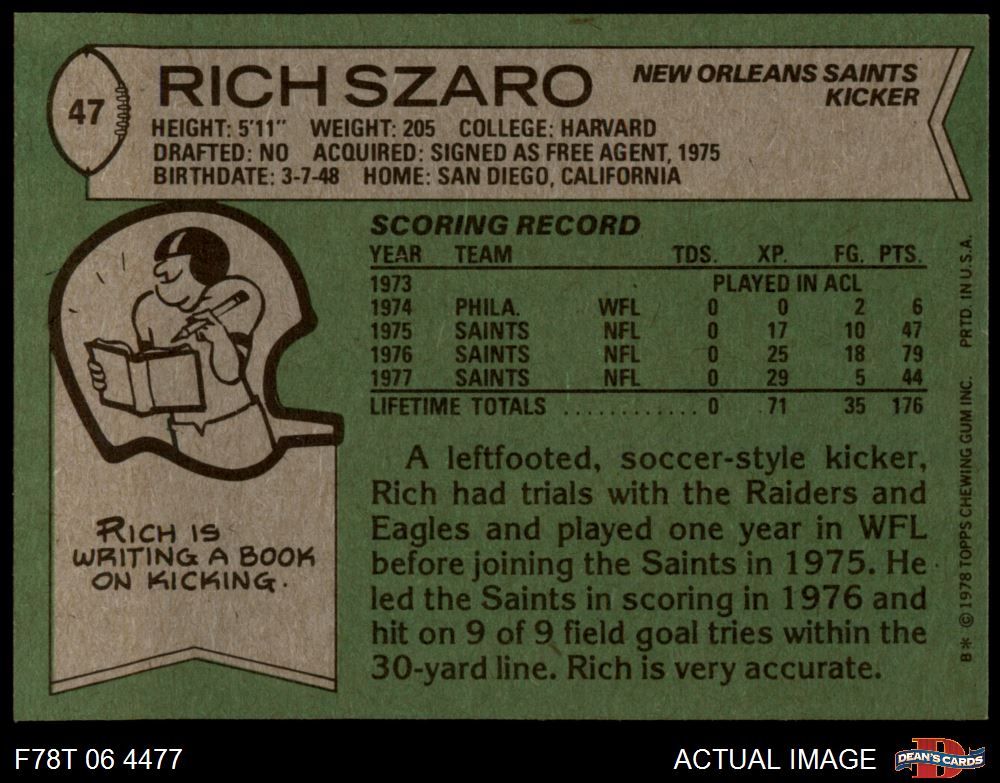 47
RICH SZARO
NEW ORLEANS SAINTS
KICKER
HEIGHT: 5'11" WEIGHT: 205 COLLEGE: HARVARD
DRAFTED: NO ACQUIRED: SIGNED AS FREE AGENT, 1975
BIRTHDATE: 3-7-48 HOME: SAN DIEGO, CALIFORNIA
SCORING RECORD
YEAR TEAM TDS. XP. FG. PTS.
1973 PLAYED IN ACL
1974 PHILA. WFL 0 0 2 6
1975 SAINTS NFL 0 17 10 47
1976 SAINTS NFL 0 25 18 79
1977 SAINTS NFL 0 29 5 44
LIFETIME TOTALS ............. 0 71 35 176
A leftfooted, soccer-style kicker,
Rich had trials with the Raiders and
Eagles and played one year in WFL
before joining the Saints in 1975. He
led the Saints in scoring in 1976 and
hit on 9 of 9 field goal tries within the
30-yard line. Rich is very accurate.
RICH IS
WRITING A BOOK
ON KICKING.
B* © 1978 TOPPS CHEWING GUM INC. PRTD. IN U.S.A.
F78T 06 4477
ACTUAL IMAGE
D
DEAN'S CARDS